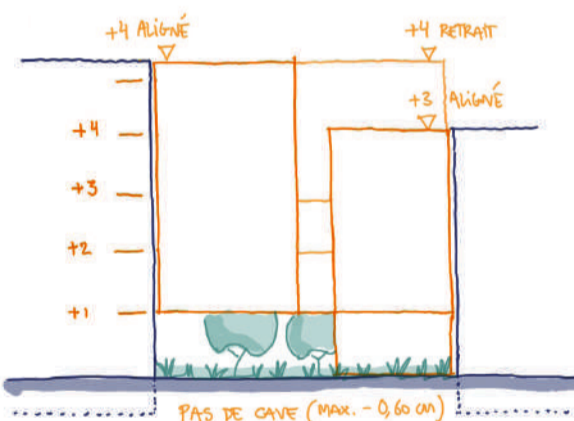 +4 ALIGNÉ
+4 RETRAIT
+3 ALIGNÉ
+4
+3
+2
+1
PAS DE CAVE (MAX. - 0,60 cm)